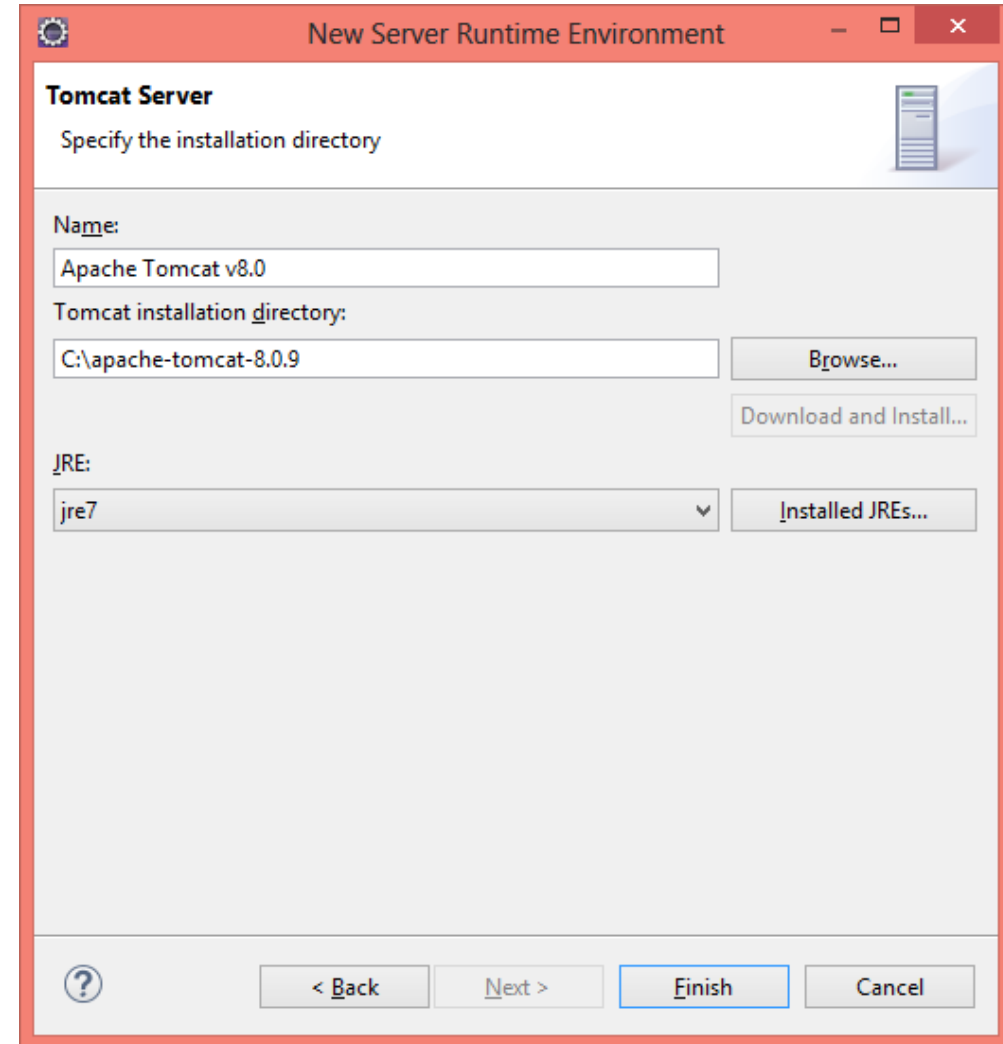 New Server Runtime Environment
Tomcat Server
Specify the installation directory
Name:
Apache Tomcat v8.0
Tomcat installation directory:
C:\apache-tomcat-8.0.9
Browse...
Download and Install...
JRE:
jre7
Installed JREs...
?
< Back
Next >
Finish
Cancel